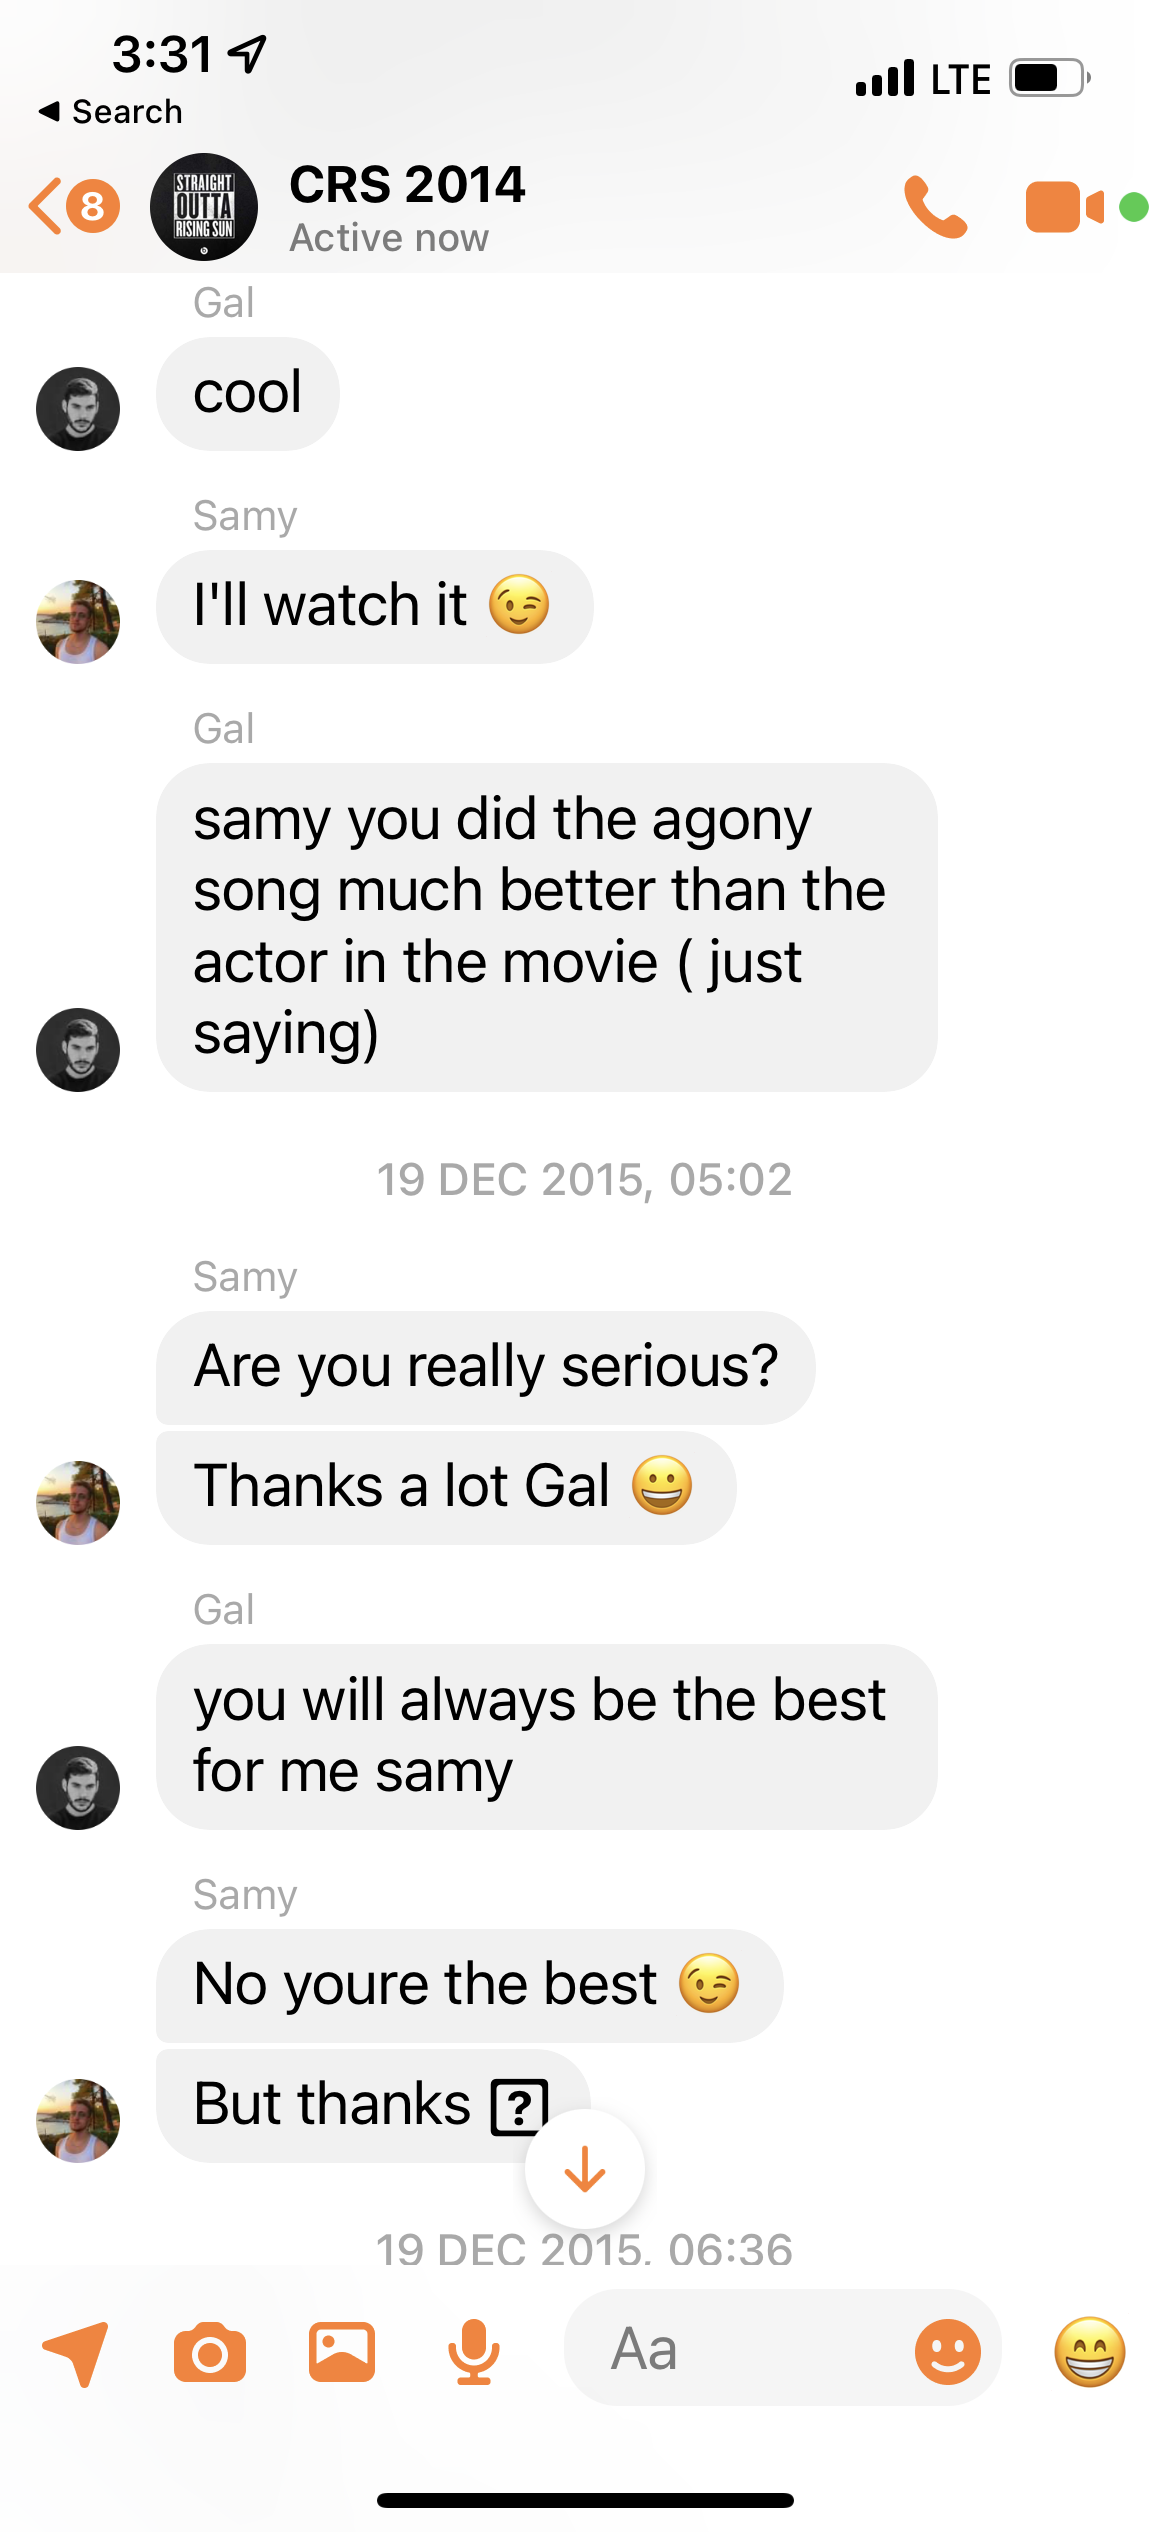 3:31
LTE
◀ Search
8
STRAIGHT
OUTTA
RISING SUN
CRS 2014
Active now
Gal
cool
Samy
I'll watch it 😉
Gal
samy you did the agony
song much better than the
actor in the movie ( just
saying)
19 DEC 2015, 05:02
Samy
Are you really serious?
Thanks a lot Gal 😀
Gal
you will always be the best
for me samy
Samy
No youre the best 😉
But thanks ⍰
19 DEC 2015, 06:36
Aa